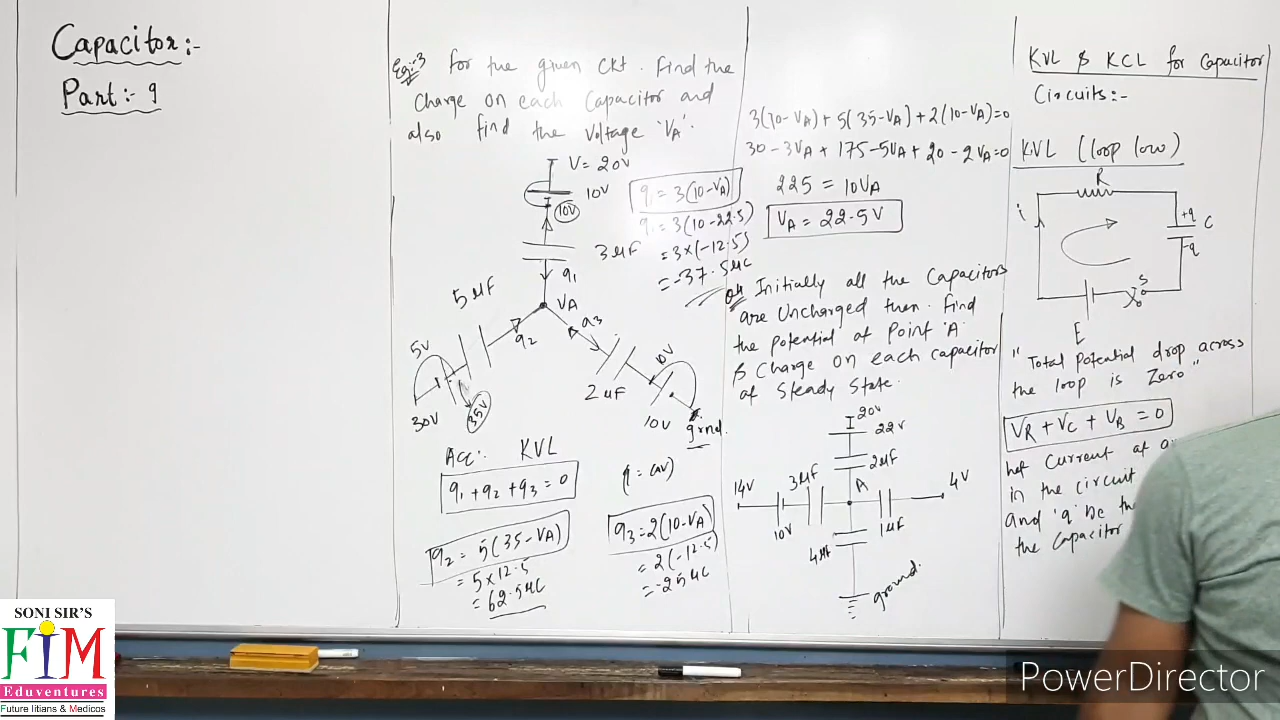 Capacitor:-
Part:- 9
Eg:-3 For the given Ckt. Find the
Charge on each Capacitor and
also find the Voltage 'VA'.
V = 20V
10V
10V
3μF
q1
VA
5μF
q2
q3
5V
30V
35V
2μF
10V
10V
grnd.
q1 = 3(10-VA)
q1 = 3(10-22.5)
= 3×(-12.5)
= -37.5μC
Acc. KVL
q1 + q2 + q3 = 0
q = CΔV
q2 = 5(35-VA)
= 5×12.5
= 62.5μC
q3 = 2(10-VA)
= 2(-12.5)
= -25μC
3(10-VA) + 5(35-VA) + 2(10-VA)=0
30-3VA + 175-5VA + 20-2VA=0
225 = 10VA
VA = 22.5V
Initially all the Capacitors
are Uncharged then. Find
the potential at Point 'A'
& Charge on each capacitor
at Steady State.
20V
22V
2μF
14V
3μF
A
4V
10V
1μF
4μF
ground.
KVL & KCL for Capacitor
Circuits:-
KVL (loop low)
R
i
+q
C
-q
S
E
"Total potential drop across
the loop is Zero"
VR + VC + VB = 0
let Current at
in the circuit
and 'q' be the
the capacitor
SONI SIR'S
FIM
Eduventures
Future Iitians & Medicos
PowerDirector